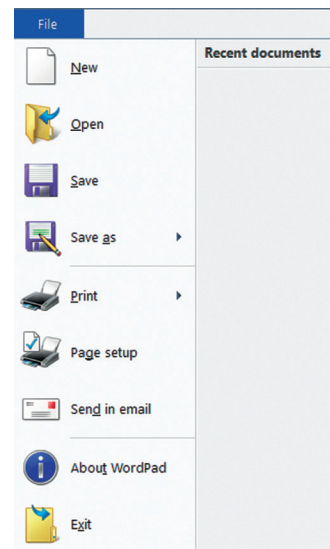 File
Recent documents
New
Open
Save
Save as
Print
Page setup
Send in email
About WordPad
Exit